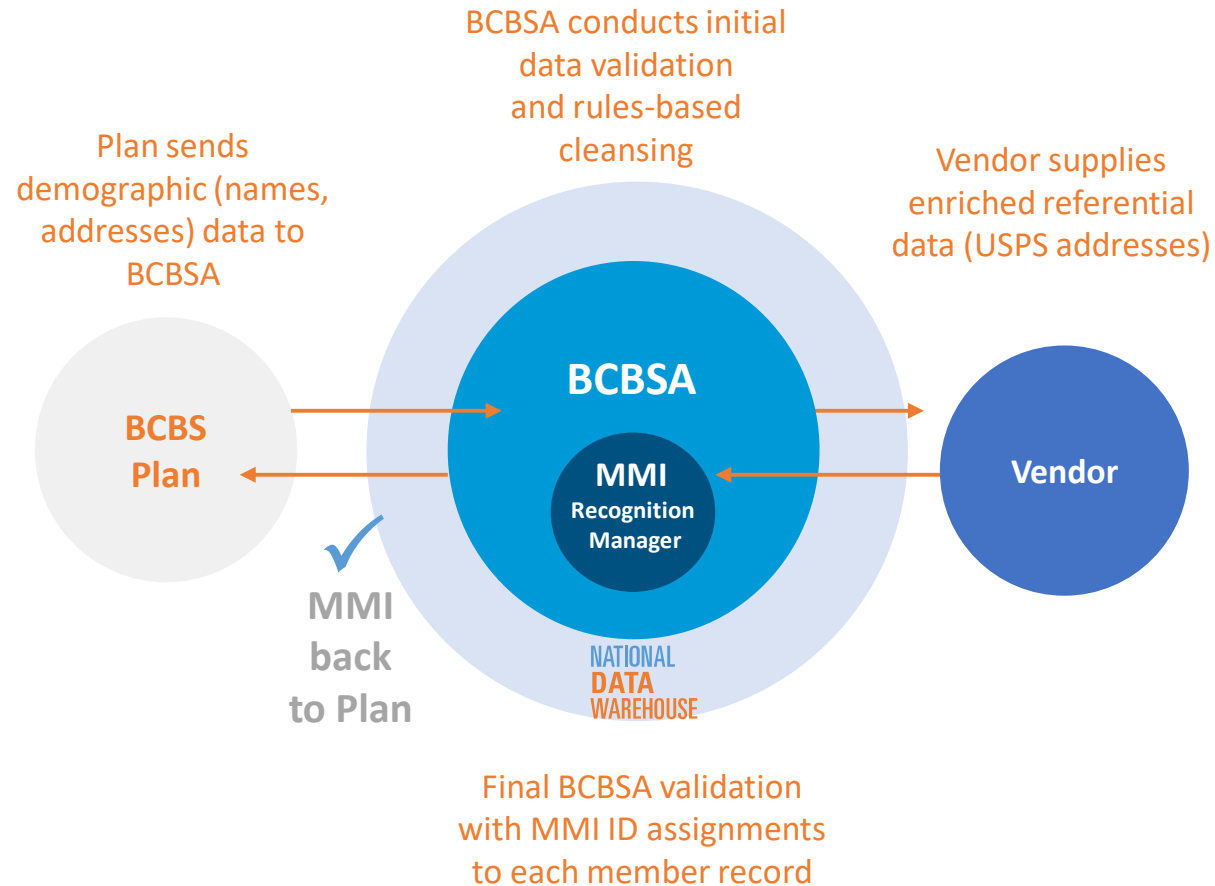 BCBSA conducts initial
data validation
and rules-based
cleansing
Plan sends
demographic (names,
addresses) data to
BCBSA
Vendor supplies
enriched referential
data (USPS addresses)
BCBS
Plan
BCBSA
MMI
Recognition
Manager
Vendor
MMI
back
to Plan
NATIONAL
DATA
WAREHOUSE
Final BCBSA validation
with MMI ID assignments
to each member record